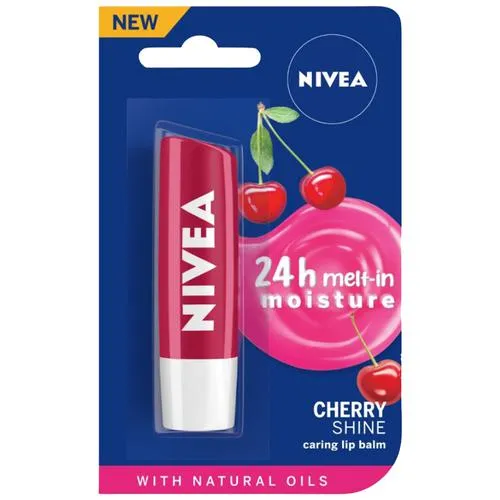 NEW
NIVEA
NIVEA
24h melt-in
moisture
CHERRY
SHINE
caring lip balm
WITH NATURAL OILS